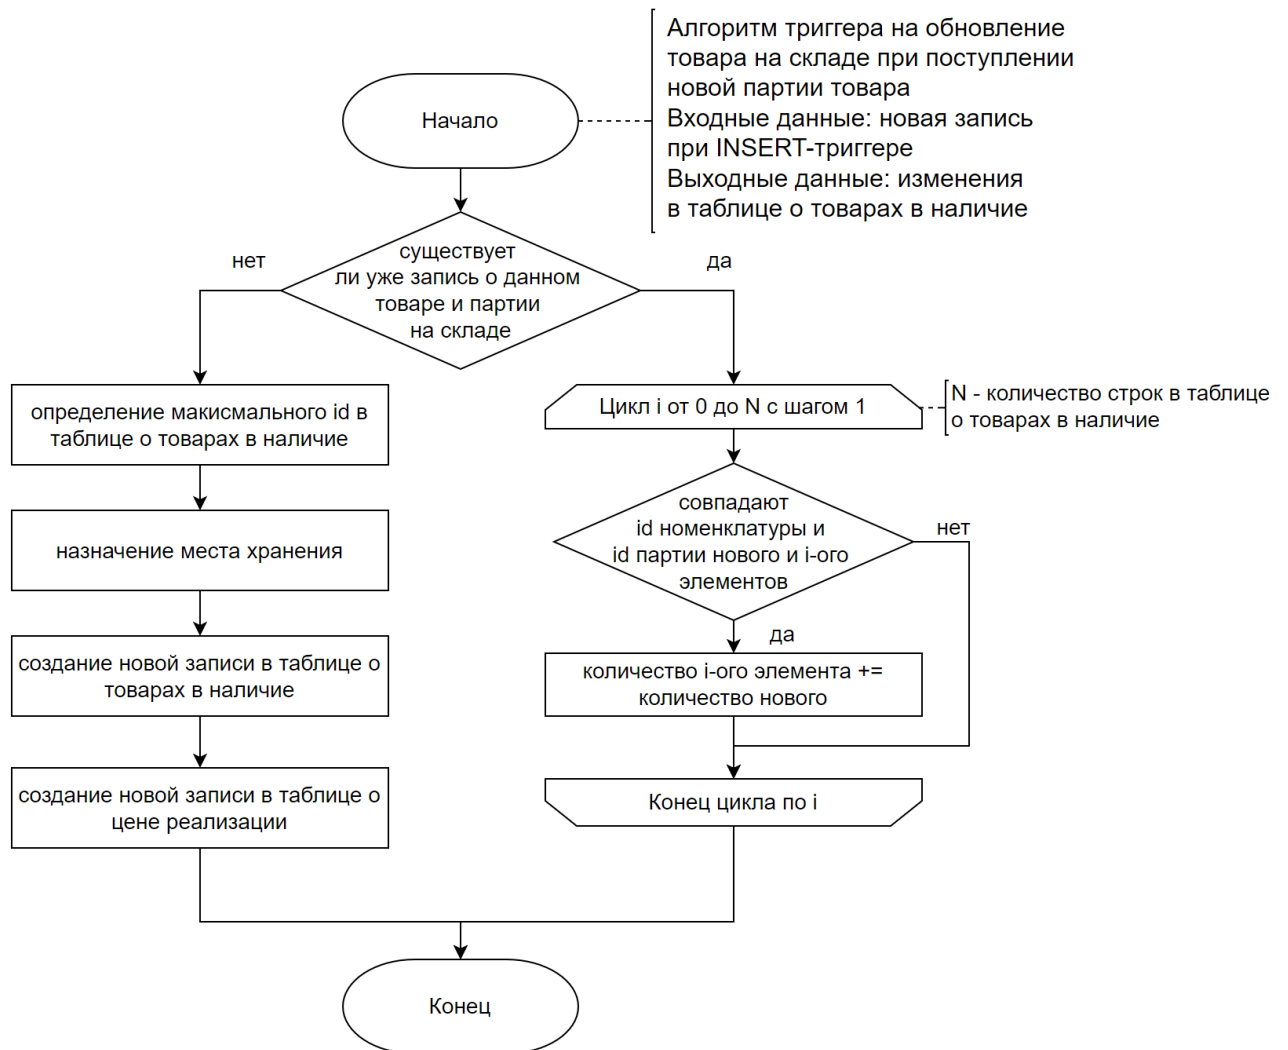 Алгоритм триггера на обновление
товара на складе при поступлении
новой партии товара
Входные данные: новая запись
при INSERT-триггере
Выходные данные: изменения
в таблице о товарах в наличие
Начало
существует
ли уже запись о данном
товаре и партии
на складе
нет
да
определение макисмального id в
таблице о товарах в наличие
назначение места хранения
создание новой записи в таблице о
товарах в наличие
создание новой записи в таблице о
цене реализации
Цикл i от 0 до N с шагом 1
N - количество строк в таблице
о товарах в наличие
совпадают
id номенклатуры и
id партии нового и i-ого
элементов
нет
да
количество i-ого элемента +=
количество нового
Конец цикла по i
Конец